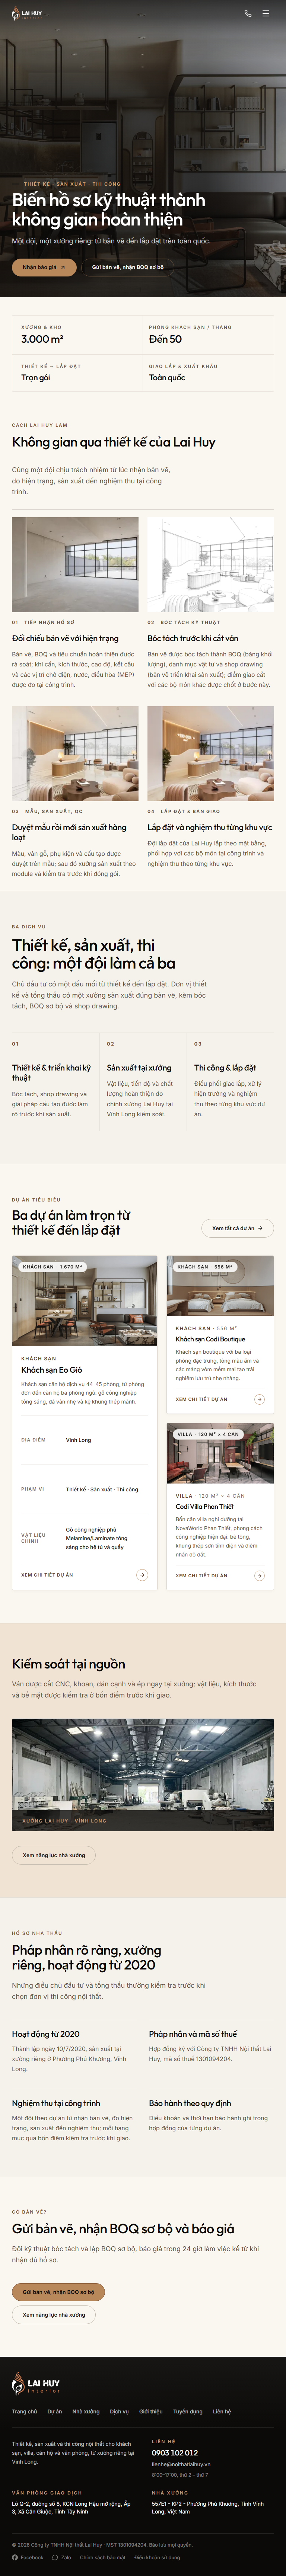 LAI HUY
interior
THIẾT KẾ · SẢN XUẤT · THI CÔNG
Biến hồ sơ kỹ thuật thành
không gian hoàn thiện
Một đội, một xưởng riêng: từ bản vẽ đến lắp đặt trên toàn quốc.
Nhận báo giá
Gửi bản vẽ, nhận BOQ sơ bộ
XƯỞNG & KHO
3.000 m²
PHÒNG KHÁCH SẠN / THÁNG
Đến 50
THIẾT KẾ → LẮP ĐẶT
Trọn gói
GIAO LẮP & XUẤT KHẨU
Toàn quốc
CÁCH LAI HUY LÀM
Không gian qua thiết kế của Lai Huy
Cùng một đội chịu trách nhiệm từ lúc nhận bản vẽ,
đo hiện trạng, sản xuất đến nghiệm thu tại công
trình.
01 TIẾP NHẬN HỒ SƠ
Đối chiếu bản vẽ với hiện trạng
Bản vẽ, BOQ và tiêu chuẩn hoàn thiện được
rà soát; khi cần, kích thước, cao độ, kết cấu
và các vị trí chờ điện, nước, điều hòa (MEP)
được đo tại công trình.
02 BÓC TÁCH KỸ THUẬT
Bóc tách trước khi cắt ván
Bản vẽ được bóc tách thành BOQ (bảng khối
lượng), danh mục vật tư và shop drawing
(bản vẽ triển khai sản xuất); điểm giao cắt
với các bộ môn khác được chốt ở bước này.
03 MẪU, SẢN XUẤT, QC
Duyệt mẫu rồi mới sản xuất hàng
loạt
Màu, vân gỗ, phụ kiện và cấu tạo được
duyệt trên mẫu; sau đó xưởng sản xuất theo
module và kiểm tra trước khi đóng gói.
04 LẮP ĐẶT & BÀN GIAO
Lắp đặt và nghiệm thu từng khu vực
Đội lắp đặt của Lai Huy lắp theo mặt bằng,
phối hợp với các bộ môn tại công trình và
nghiệm thu theo từng khu vực.
BA DỊCH VỤ
Thiết kế, sản xuất, thi
công: một đội làm cả ba
Chủ đầu tư có một đầu mối từ thiết kế đến lắp đặt. Đơn vị thiết
kế và tổng thầu có một xưởng sản xuất đúng bản vẽ, kèm bóc
tách, BOQ sơ bộ và shop drawing.
01
Thiết kế & triển khai kỹ
thuật
Bóc tách, shop drawing và
giải pháp cấu tạo được làm
rõ trước khi sản xuất.
02
Sản xuất tại xưởng
Vật liệu, tiến độ và chất
lượng hoàn thiện do
chính xưởng Lai Huy tại
Vĩnh Long kiểm soát.
03
Thi công & lắp đặt
Điều phối giao lắp, xử lý
hiện trường và nghiệm
thu theo từng khu vực dự
án.
DỰ ÁN TIÊU BIỂU
Ba dự án làm trọn từ
thiết kế đến lắp đặt
Xem tất cả dự án
KHÁCH SẠN · 1.670 M²
KHÁCH SẠN
Khách sạn Eo Gió
Khách sạn căn hộ dịch vụ 44–45 phòng, từ phòng
đơn đến căn hộ ba phòng ngủ: gỗ công nghiệp
tông sáng, đá vân nhẹ và kệ khung thép mảnh.
ĐỊA ĐIỂM
Vĩnh Long
PHẠM VI
Thiết kế · Sản xuất · Thi công
VẬT LIỆU
CHÍNH
Gỗ công nghiệp phủ
Melamine/Laminate tông
sáng cho hệ tủ và quầy
XEM CHI TIẾT DỰ ÁN
KHÁCH SẠN · 556 M²
KHÁCH SẠN · 556 M²
Khách sạn Codi Boutique
Khách sạn boutique với ba loại
phòng đặc trưng, tông màu ấm và
các mảng vòm mềm tạo trải
nghiệm lưu trú nhẹ nhàng.
XEM CHI TIẾT DỰ ÁN
VILLA · 120 M² × 4 CĂN
VILLA · 120 M² × 4 CĂN
Codi Villa Phan Thiết
Bốn căn villa nghỉ dưỡng tại
NovaWorld Phan Thiết, phong cách
công nghiệp hiện đại: bê tông,
khung thép sơn tĩnh điện và điểm
nhấn đỏ đất.
XEM CHI TIẾT DỰ ÁN
Kiểm soát tại nguồn
Ván được cắt CNC, khoan, dán cạnh và ép ngay tại xưởng; vật liệu, kích thước
và bề mặt được kiểm tra ở bốn điểm trước khi giao.
XƯỞNG LAI HUY · VĨNH LONG
Xem năng lực nhà xưởng
HỒ SƠ NHÀ THẦU
Pháp nhân rõ ràng, xưởng
riêng, hoạt động từ 2020
Những điều chủ đầu tư và tổng thầu thường kiểm tra trước khi
chọn đơn vị thi công nội thất.
Hoạt động từ 2020
Thành lập ngày 10/7/2020, sản xuất tại
xưởng riêng ở Phường Phú Khương, Vĩnh
Long.
Pháp nhân và mã số thuế
Hợp đồng ký với Công ty TNHH Nội thất Lai
Huy, mã số thuế 1301094204.
Nghiệm thu tại công trình
Một đội theo dự án từ nhận bản vẽ, đo hiện
trạng, sản xuất đến nghiệm thu; mỗi hạng
mục qua bốn điểm kiểm tra trước khi giao.
Bảo hành theo quy định
Điều khoản và thời hạn bảo hành ghi trong
hợp đồng của từng dự án.
CÓ BẢN VẼ?
Gửi bản vẽ, nhận BOQ sơ bộ và báo giá
Đội kỹ thuật bóc tách và lập BOQ sơ bộ, báo giá trong 24 giờ làm việc kể từ khi
nhận đủ hồ sơ.
Gửi bản vẽ, nhận BOQ sơ bộ
Xem năng lực nhà xưởng
LAI HUY
interior
Trang chủ Dự án Nhà xưởng Dịch vụ Giới thiệu Tuyển dụng Liên hệ
Thiết kế, sản xuất và thi công nội thất cho khách
sạn, villa, căn hộ và văn phòng, từ xưởng riêng tại
Vĩnh Long.
LIÊN HỆ
0903 102 012
lienhe@noithatlaihuy.vn
8:00–17:00, thứ 2 – thứ 7
VĂN PHÒNG GIAO DỊCH
Lô Q-2, đường số 8, KCN Long Hậu mở rộng, Ấp
3, Xã Cần Giuộc, Tỉnh Tây Ninh
NHÀ XƯỞNG
557E1 - KP2 - Phường Phú Khương, Tỉnh Vĩnh
Long, Việt Nam
© 2026 Công ty TNHH Nội thất Lai Huy · MST 1301094204. Bảo lưu mọi quyền.
Facebook Zalo Chính sách bảo mật Điều khoản sử dụng